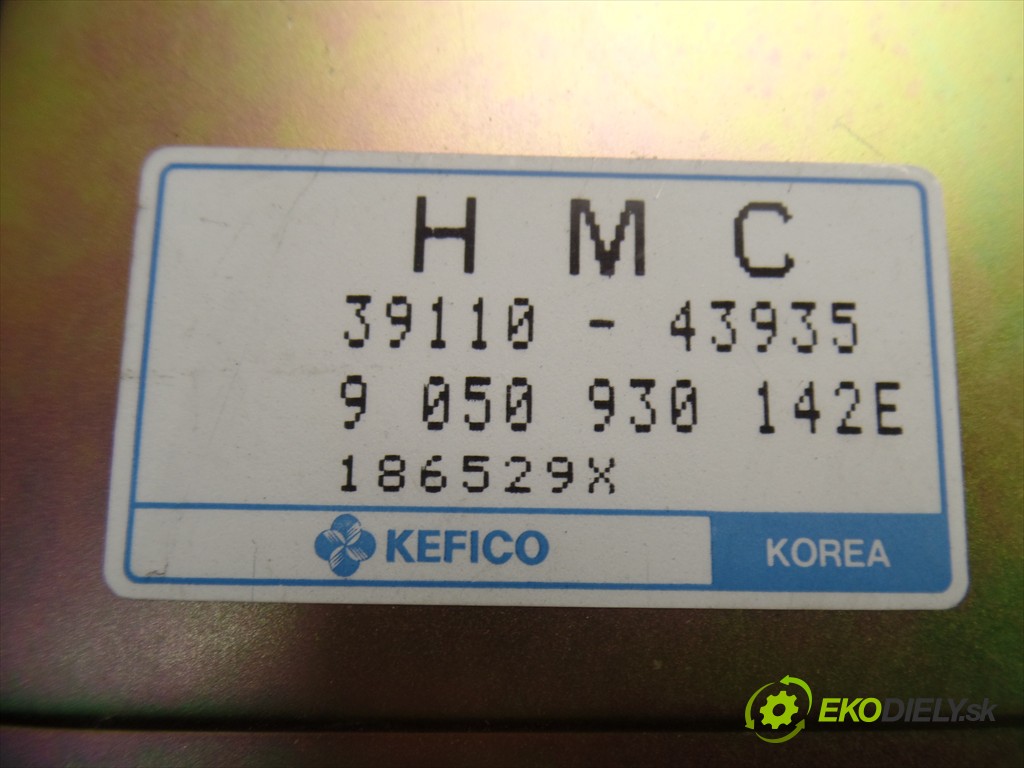 H M C
39110 - 43935
9 050 930 142E
186529X
KEFICO
KOREA
EKODIELY.sk